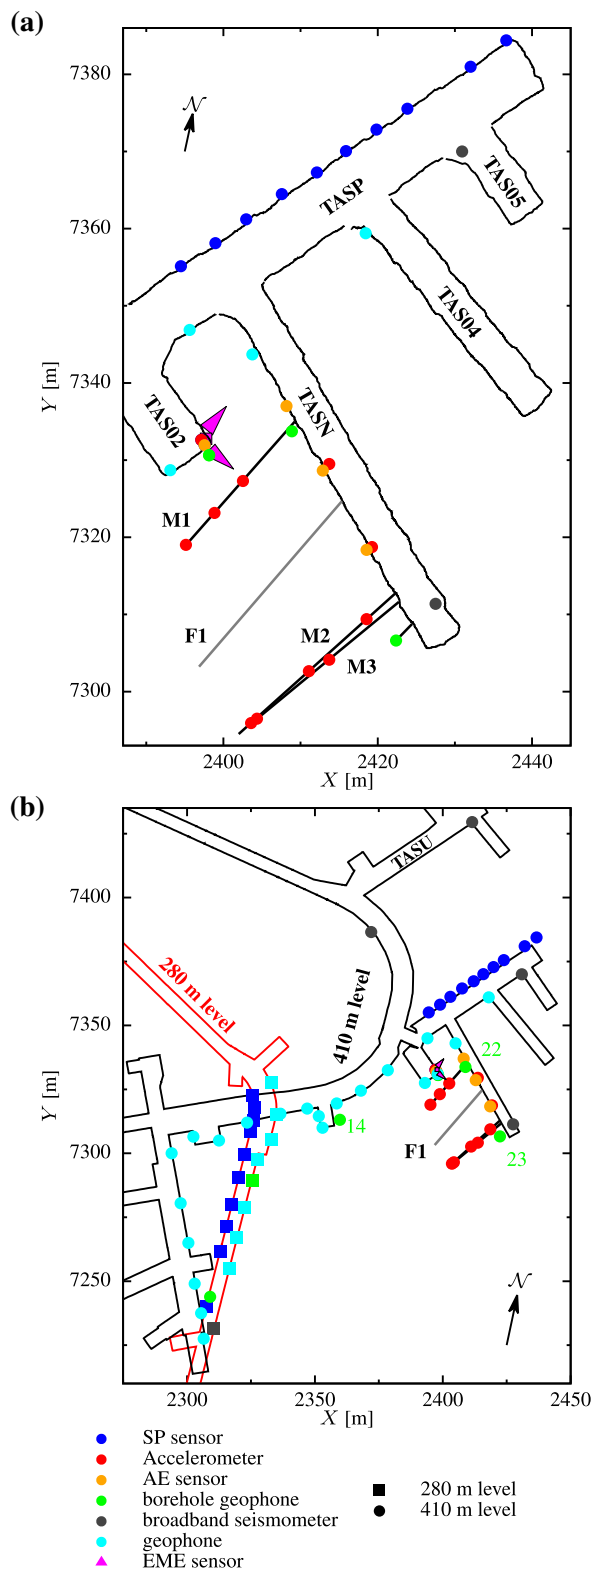 (a)
7380
7360
7340
7320
7300
Y [m]
N
TASP
TAS05
TAS04
TASN
TAS02
M1
F1
M2
M3
2400
2420
2440
X [m]
(b)
7400
7350
7300
7250
Y [m]
TASU
280 m level
410 m level
22
14
F1
23
N
2300
2350
2400
2450
X [m]
SP sensor
Accelerometer
AE sensor
borehole geophone
broadband seismometer
geophone
EME sensor
280 m level
410 m level